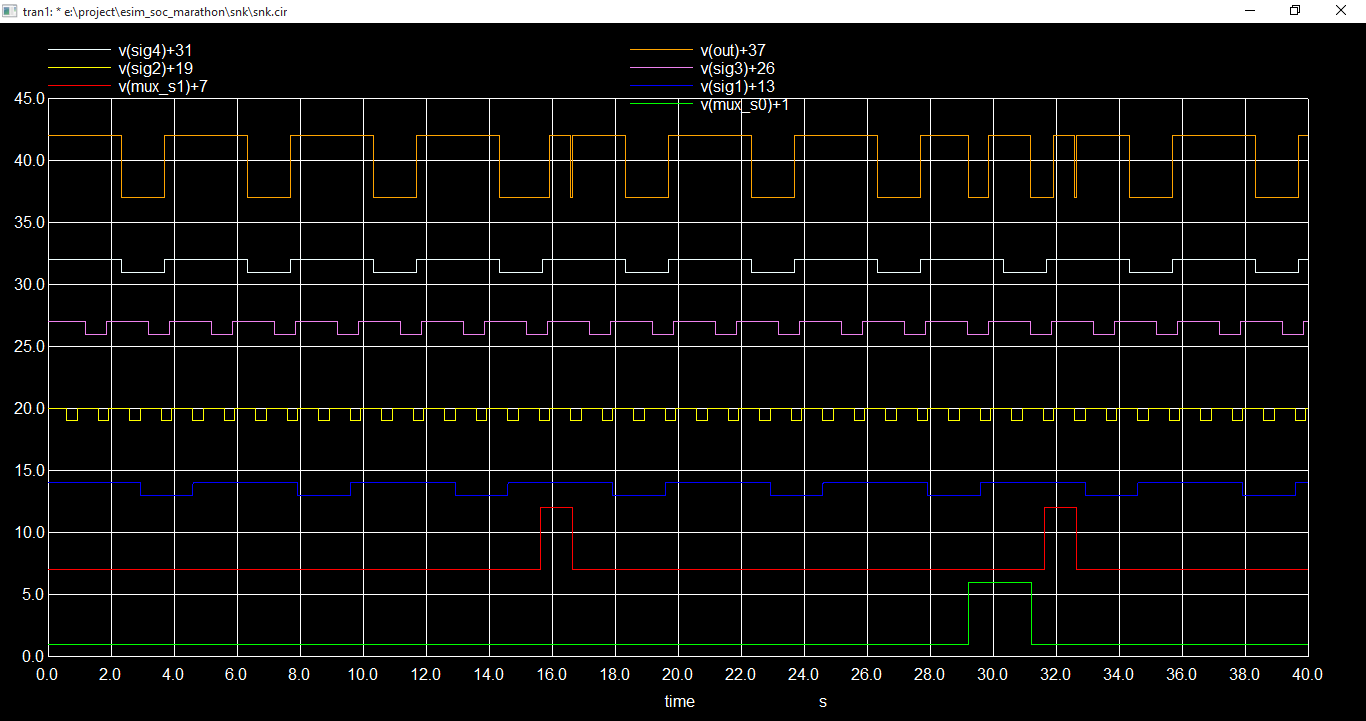 tran1: * e:\project\esim_soc_marathon\snk\snk.cir
v(sig4)+31 v(out)+37
v(sig2)+19 v(sig3)+26
v(mux_s1)+7 v(sig1)+13
v(mux_s0)+1
45.0
40.0
35.0
30.0
25.0
20.0
15.0
10.0
5.0
0.0
0.0 2.0 4.0 6.0 8.0 10.0 12.0 14.0 16.0 18.0 20.0 22.0 24.0 26.0 28.0 30.0 32.0 34.0 36.0 38.0 40.0
time s